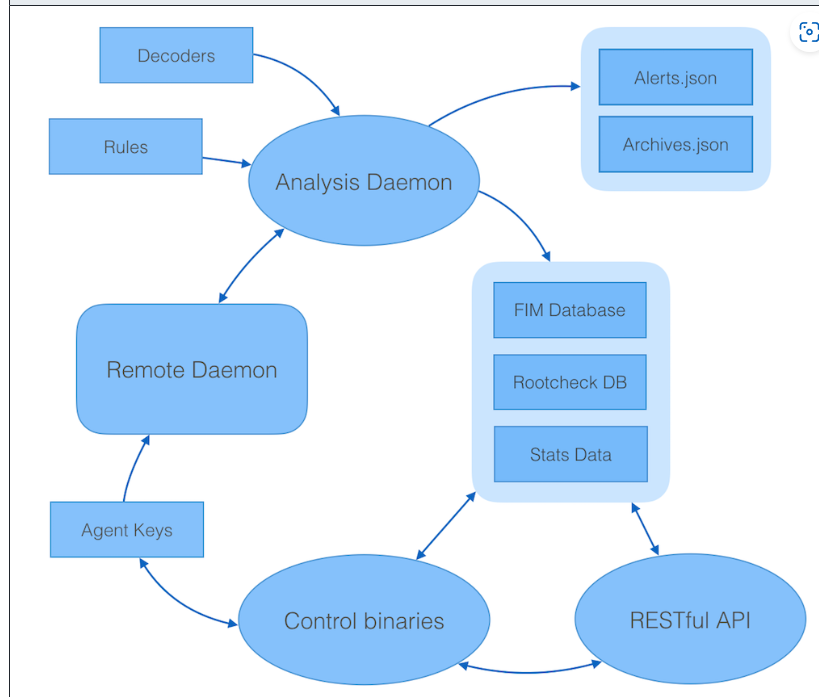 Decoders
Alerts.json
Rules
Archives.json
Analysis Daemon
FIM Database
Remote Daemon
Rootcheck DB
Stats Data
Agent Keys
Control binaries
RESTful API